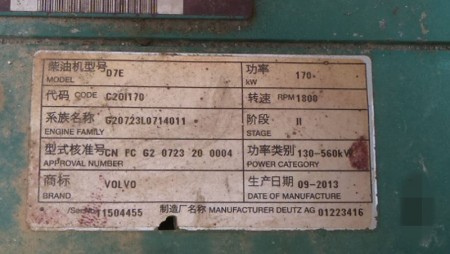 柴油机型号 D7E 功率 170
MODEL kW
代码 CODE C20I170 转速 RPM 1800
系族名称 G20723L0714011 阶段 II
ENGINE FAMILY STAGE
型式核准号 CN FC G2 0723 20 0004 功率类别 130-560kW
APPROVAL NUMBER POWER CATEGORY
商标 VOLVO 生产日期 09-2013
BRAND DATE OF MANUFACTURE
11504455 制造厂名称 MANUFACTURER DEUTZ AG 01223416